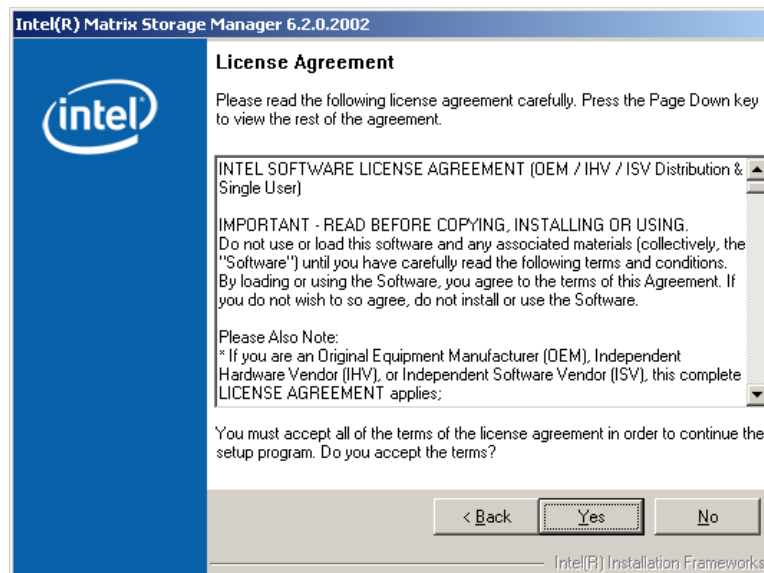 Intel(R) Matrix Storage Manager 6.2.0.2002
intel
License Agreement
Please read the following license agreement carefully. Press the Page Down key
to view the rest of the agreement.
INTEL SOFTWARE LICENSE AGREEMENT (OEM / IHV / ISV Distribution &
Single User)
IMPORTANT - READ BEFORE COPYING, INSTALLING OR USING.
Do not use or load this software and any associated materials (collectively, the
"Software") until you have carefully read the following terms and conditions.
By loading or using the Software, you agree to the terms of this Agreement. If
you do not wish to so agree, do not install or use the Software.
Please Also Note:
* If you are an Original Equipment Manufacturer (OEM), Independent
Hardware Vendor (IHV), or Independent Software Vendor (ISV), this complete
LICENSE AGREEMENT applies;
You must accept all of the terms of the license agreement in order to continue the
setup program. Do you accept the terms?
< Back
Yes
No
Intel(R) Installation Frameworks